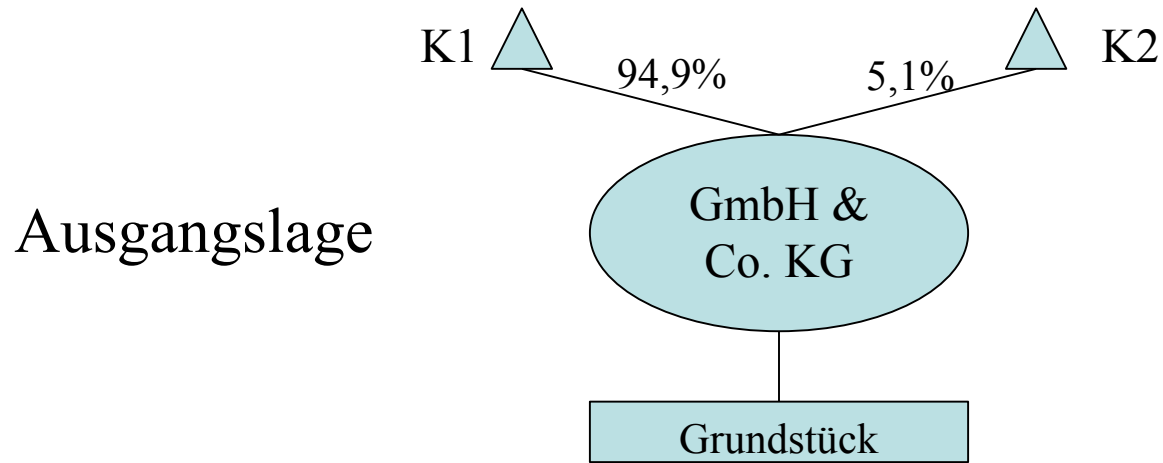 K1
94,9%
5,1%
K2
Ausgangslage
GmbH &
Co. KG
Grundstück